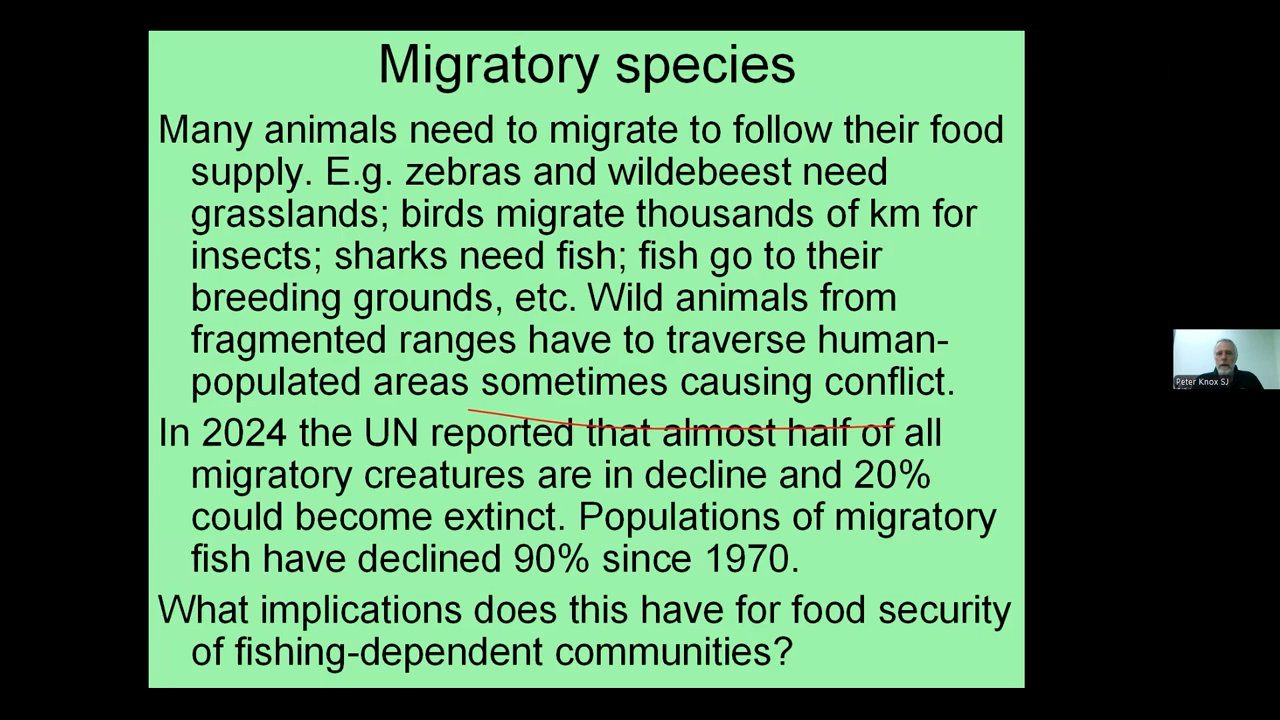 Migratory species
Many animals need to migrate to follow their food
supply. E.g. zebras and wildebeest need
grasslands; birds migrate thousands of km for
insects; sharks need fish; fish go to their
breeding grounds, etc. Wild animals from
fragmented ranges have to traverse human-
populated areas sometimes causing conflict.
In 2024 the UN reported that almost half of all
migratory creatures are in decline and 20%
could become extinct. Populations of migratory
fish have declined 90% since 1970.
What implications does this have for food security
of fishing-dependent communities?
Peter Knox SJ